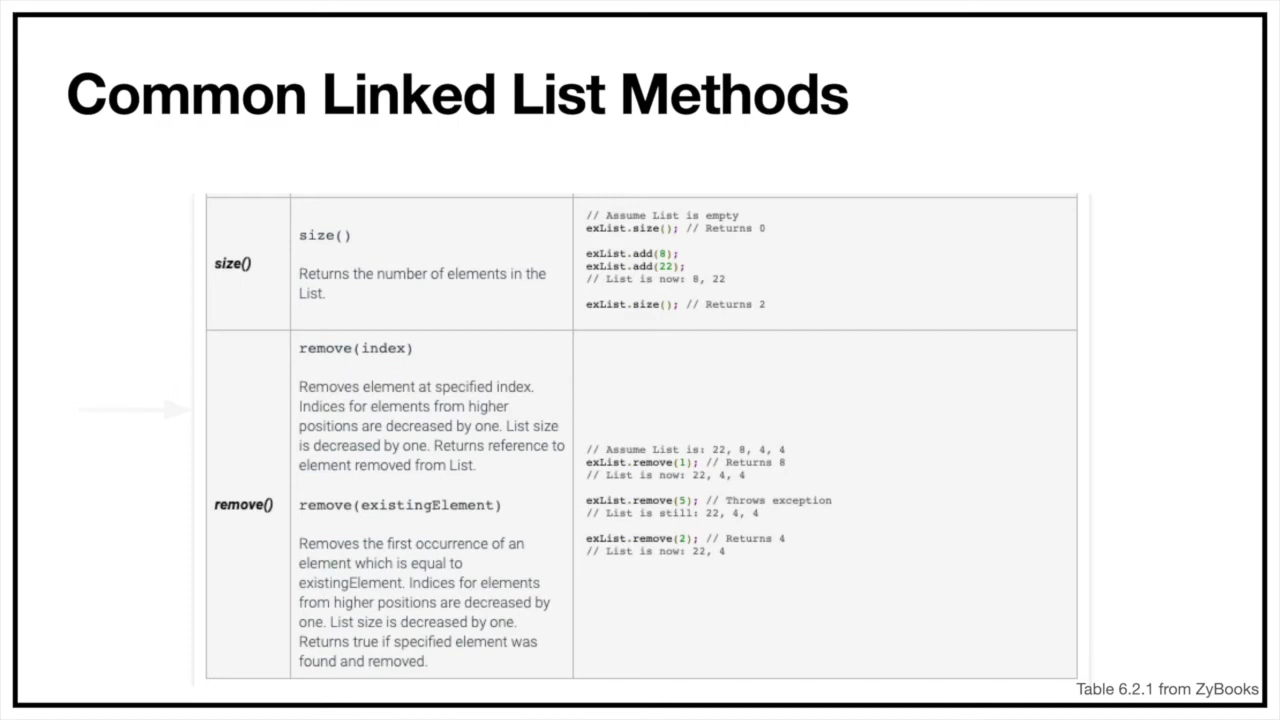 Common Linked List Methods
size()
size()
Returns the number of elements in the
List.
// Assume List is empty
exList.size(); // Returns 0
exList.add(8);
exList.add(22);
// List is now: 8, 22
exList.size(); // Returns 2
remove()
remove(index)
Removes element at specified index.
Indices for elements from higher
positions are decreased by one. List size
is decreased by one. Returns reference to
element removed from List.
remove(existingElement)
Removes the first occurrence of an
element which is equal to
existingElement. Indices for elements
from higher positions are decreased by
one. List size is decreased by one.
Returns true if specified element was
found and removed.
// Assume List is: 22, 8, 4, 4
exList.remove(1); // Returns 8
// List is now: 22, 4, 4
exList.remove(5); // Throws exception
// List is still: 22, 4, 4
exList.remove(2); // Returns 4
// List is now: 22, 4
Table 6.2.1 from ZyBooks